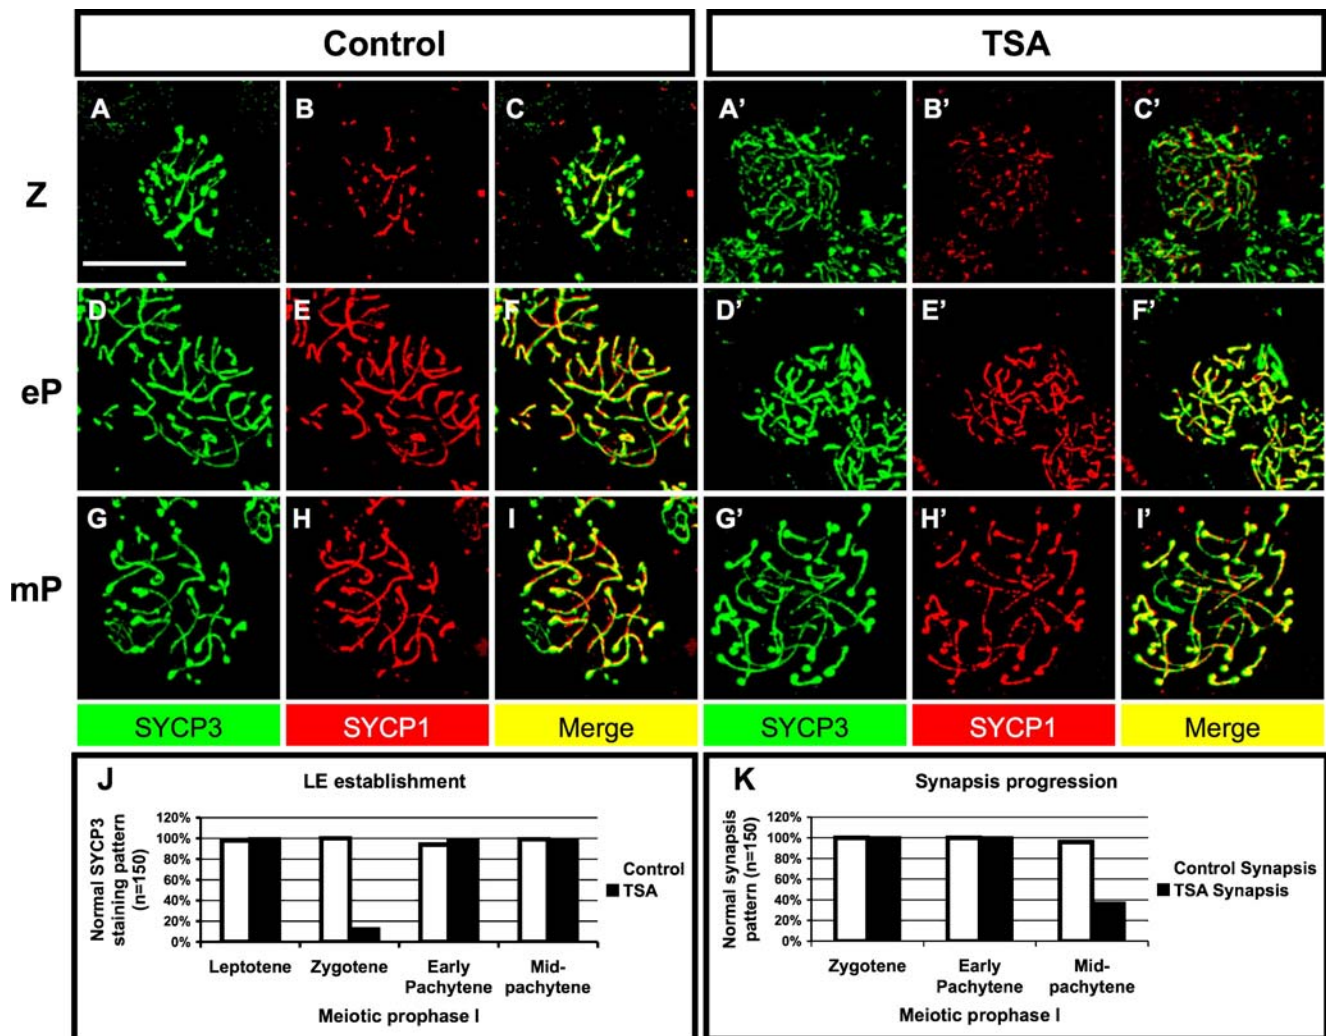 Control TSA
A B C A’ B’ C’
Z
D E F D’ E’ F’
eP
G H I G’ H’ I’
mP
SYCP3 SYCP1 Merge SYCP3 SYCP1 Merge
J LE establishment
Normal SYCP3
staining pattern
(n=150)
120%
100%
80%
60%
40%
20%
0%
Control
TSA
Leptotene Zygotene Early Pachytene Mid-pachytene
Meiotic prophase I
K Synapsis progression
Normal synapsis
pattern (n=150)
120%
100%
80%
60%
40%
20%
0%
Control Synapsis
TSA Synapsis
Zygotene Early Pachytene Mid-pachytene
Meiotic prophase I